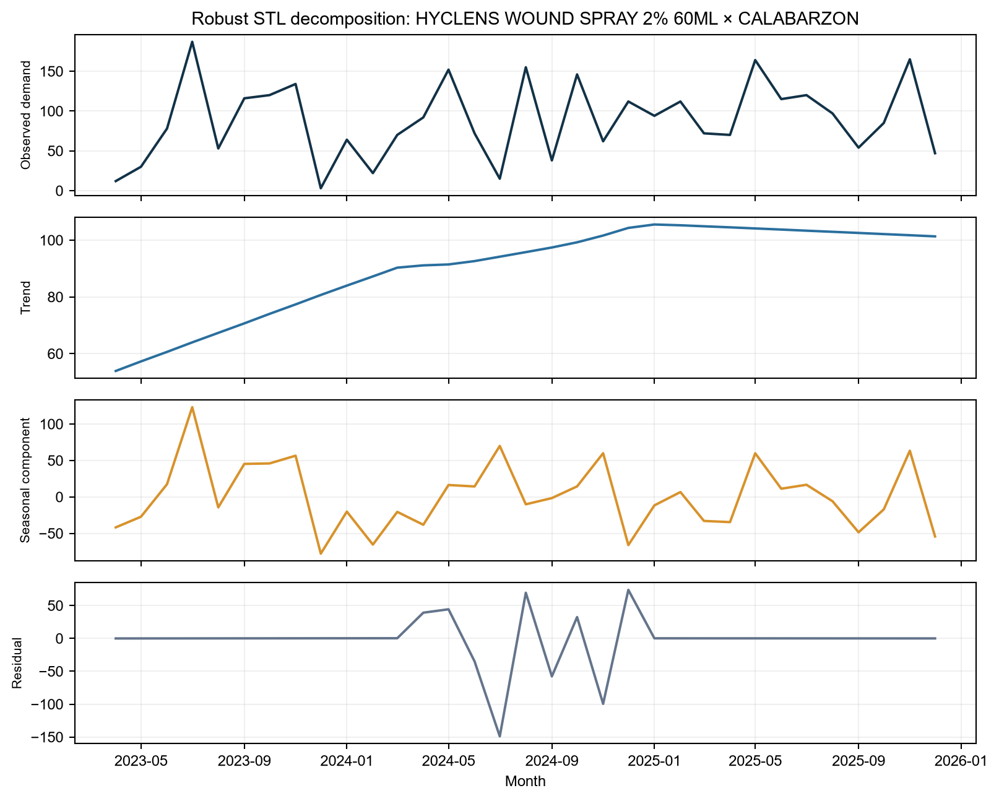 Robust STL decomposition: HYCLENS WOUND SPRAY 2% 60ML × CALABARZON
Observed demand
150
100
50
0
Trend
100
80
60
Seasonal component
100
50
0
−50
Residual
50
0
−50
−100
−150
2023-05 2023-09 2024-01 2024-05 2024-09 2025-01 2025-05 2025-09 2026-01
Month